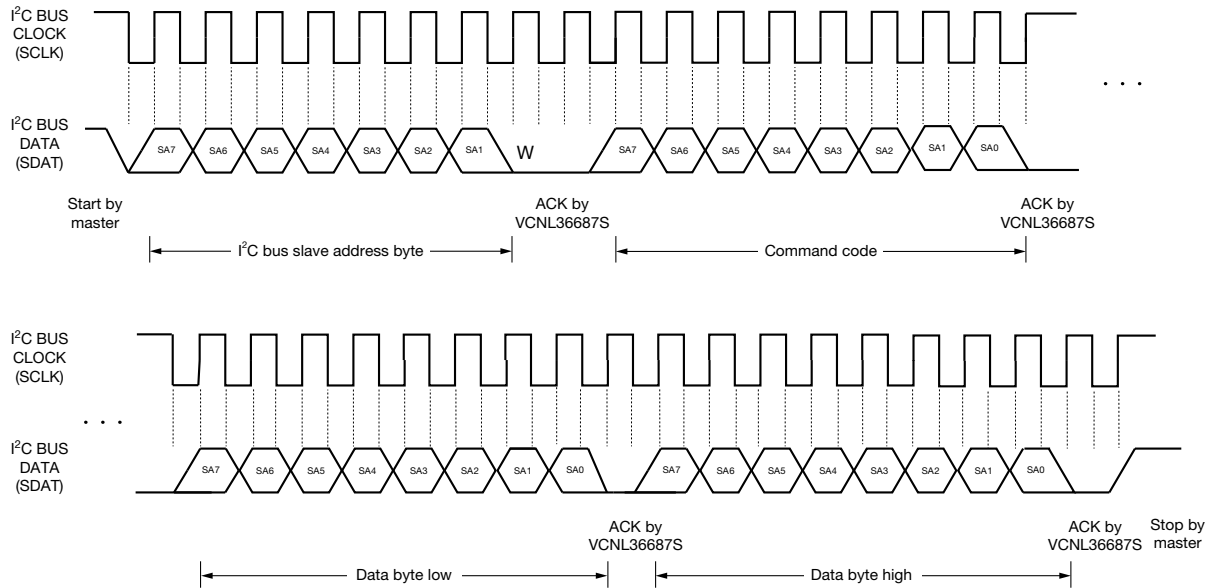 I²C BUS
CLOCK
(SCLK)
. . .
I²C BUS
DATA
(SDAT)
SA7 SA6 SA5 SA4 SA3 SA2 SA1 W SA7 SA6 SA5 SA4 SA3 SA2 SA1 SA0
Start by
master
ACK by
VCNL36687S
ACK by
VCNL36687S
I²C bus slave address byte
Command code
I²C BUS
CLOCK
(SCLK)
. . .
I²C BUS
DATA
(SDAT)
SA7 SA6 SA5 SA4 SA3 SA2 SA1 SA0 SA7 SA6 SA5 SA4 SA3 SA2 SA1 SA0
ACK by
VCNL36687S
ACK by
VCNL36687S
Stop by
master
Data byte low
Data byte high